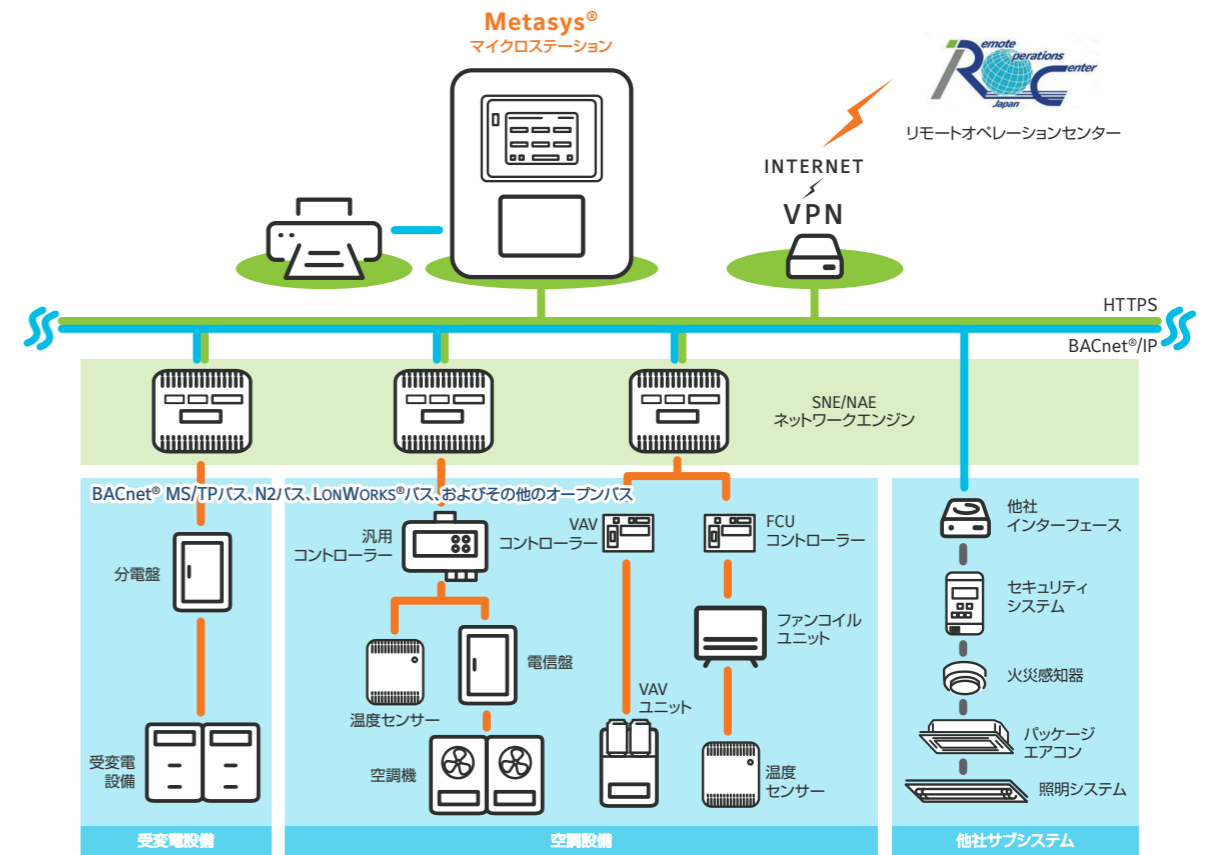 Metasys®
マイクロステーション
Remote
Operations
Center
Japan
リモートオペレーションセンター
INTERNET
VPN
HTTPS
BACnet®/IP
SNE/NAE
ネットワークエンジン
BACnet® MS/TPバス、N2バス、LONWORKS®バス、およびその他のオープンバス
分電盤
受変電
設備
汎用
コントローラー
温度センサー
電信盤
空調機
VAV
コントローラー
VAV
ユニット
FCU
コントローラー
ファンコイル
ユニット
温度
センサー
他社
インターフェース
セキュリティ
システム
火災感知器
パッケージ
エアコン
照明システム
受変電設備
空調設備
他社サブシステム